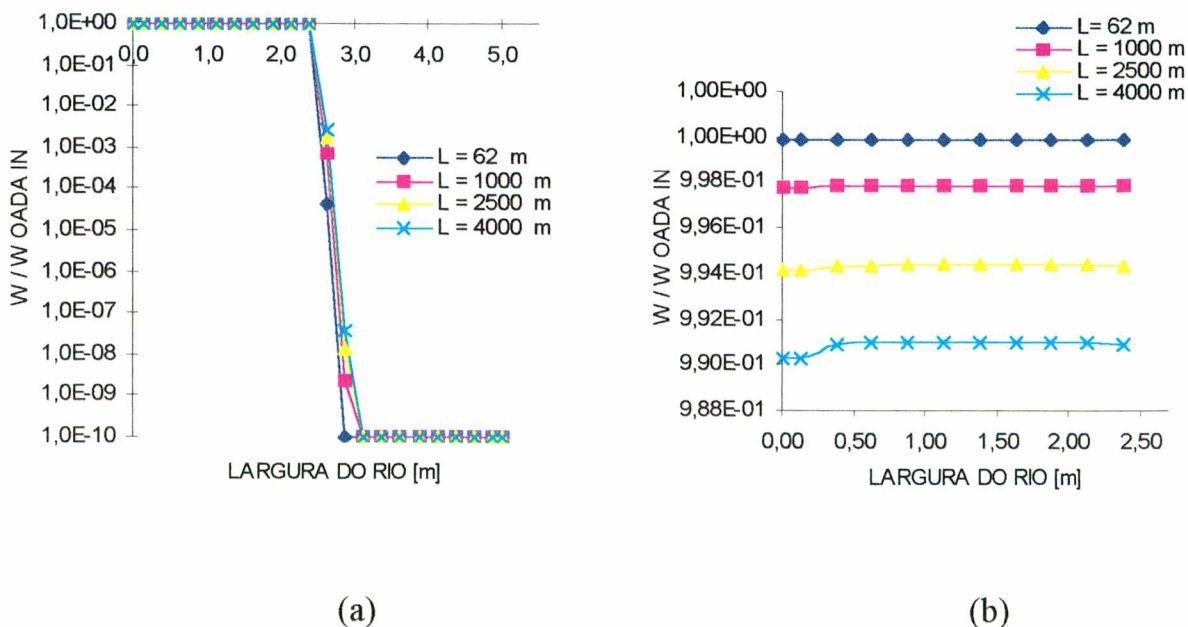 1,0E+00
0,0 1,0 2,0 3,0 4,0 5,0
1,0E-01
1,0E-02
1,0E-03
1,0E-04
1,0E-05
1,0E-06
1,0E-07
1,0E-08
1,0E-09
1,0E-10
W / W OADA IN
L = 62 m
L = 1000 m
L = 2500 m
L = 4000 m
LARGURA DO RIO [m]
(a)
L= 62 m
L = 1000 m
L = 2500 m
L = 4000 m
1,00E+00
1,00E+00
9,98E-01
9,96E-01
9,94E-01
9,92E-01
9,90E-01
9,88E-01
W / W OADA IN
0,00 0,50 1,00 1,50 2,00 2,50
LARGURA DO RIO [m]
(b)